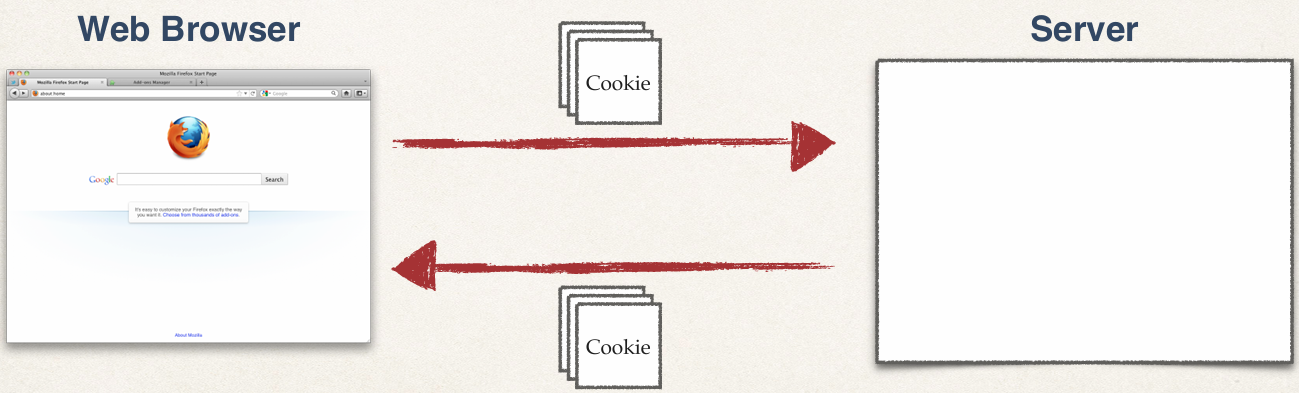 Web Browser
Server
Cookie
Mozilla Firefox Start Page
Mozilla Firefox Start Page
Add-ons Manager
about:home
Google
Google
Search
It's easy to customize your Firefox exactly the way
you want it. Choose from thousands of add-ons.
About Mozilla
Cookie